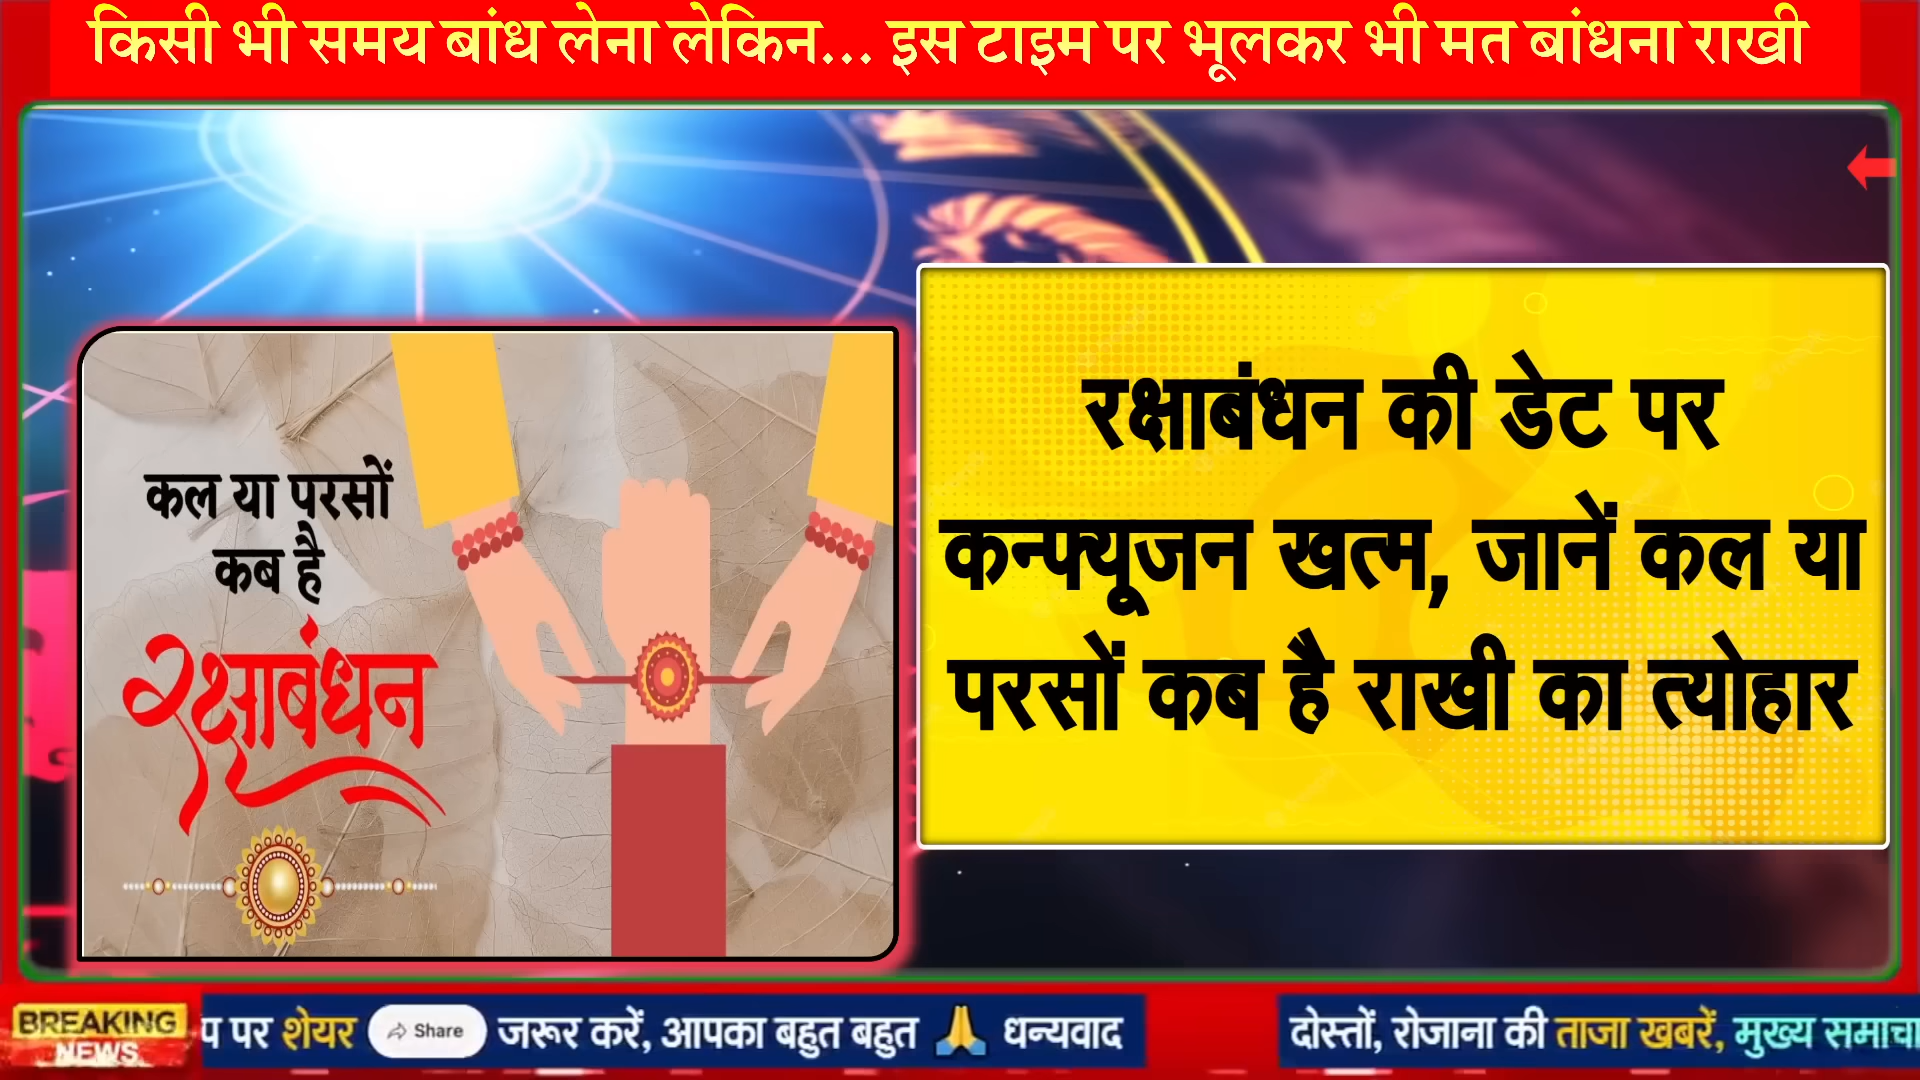 किसी भी समय बांध लेना लेकिन... इस टाइम पर भूलकर भी मत बांधना राखी
कल या परसों
कब है
रक्षाबंधन
रक्षाबंधन की डेट पर
कन्फ्यूजन खत्म, जानें कल या
परसों कब है राखी का त्योहार
BREAKING
NEWS
प पर शेयर Share जरूर करें, आपका बहुत बहुत 🙏 धन्यवाद
दोस्तों, रोजाना की ताजा खबरें, मुख्य समाचा